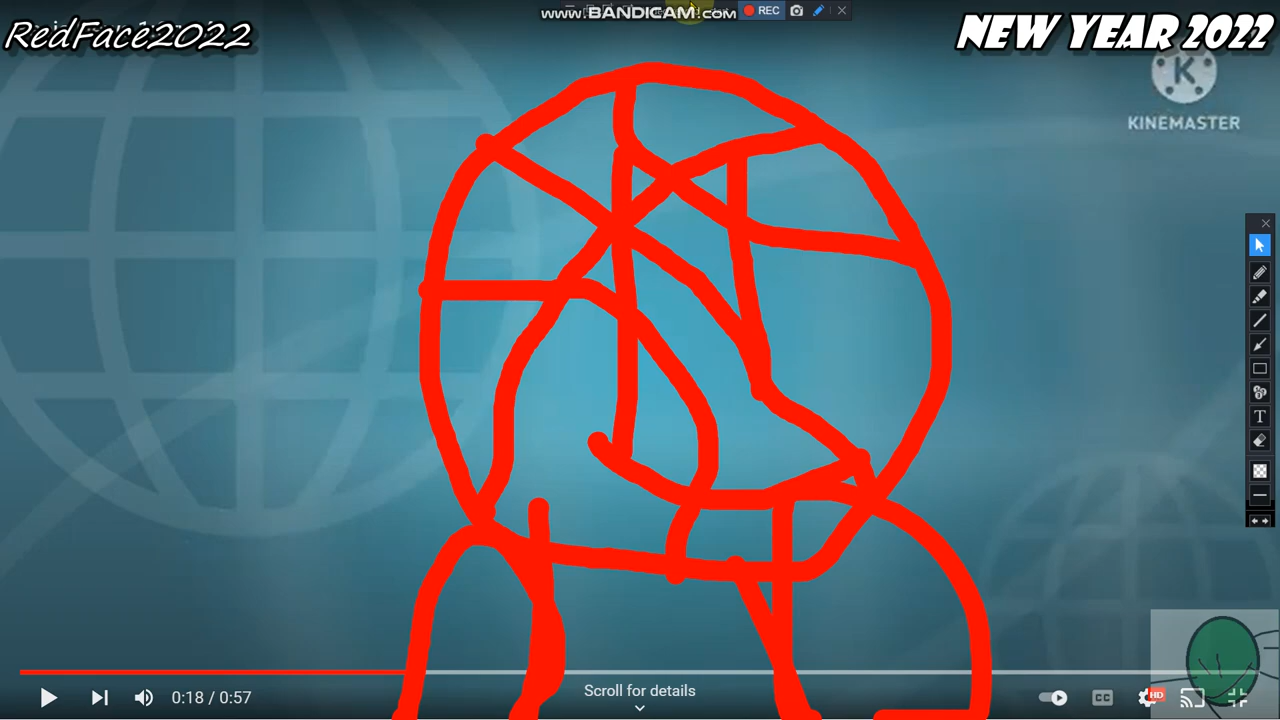 www.BANDICAM.com
REC
RedFace2022
NEW YEAR 2022
K
KINEMASTER
T
0:18 / 0:57
Scroll for details
CC
HD